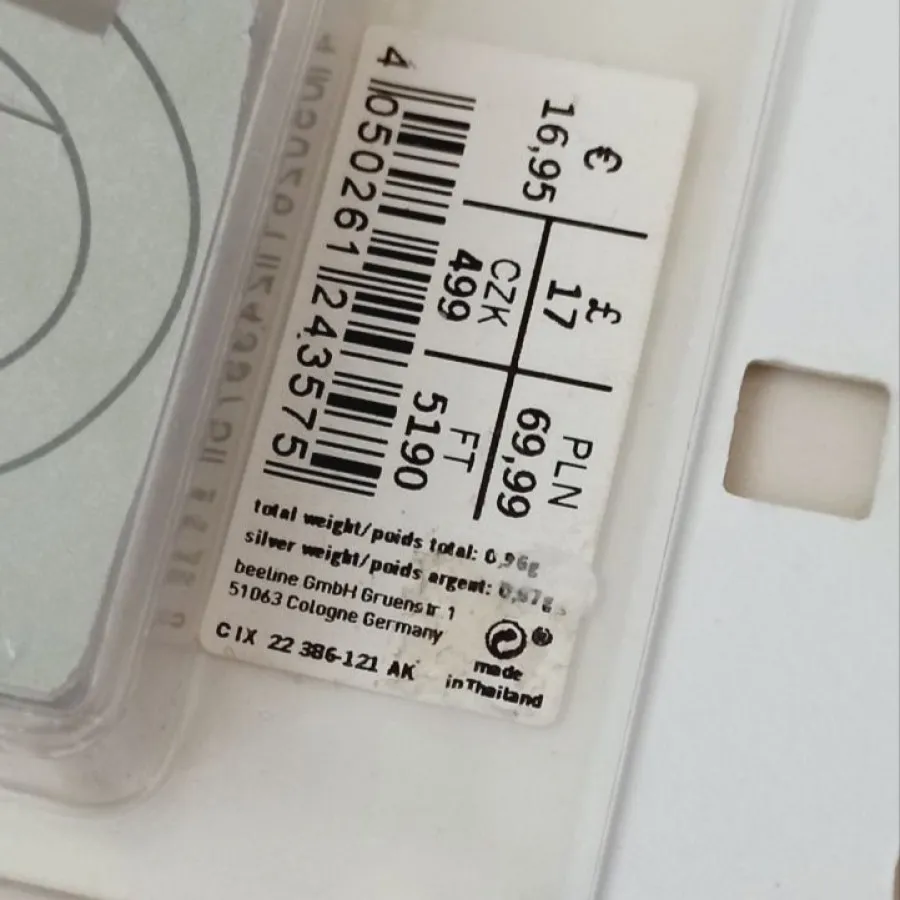 €
16,95
£
17
PLN
69,99
CZK
499
FT
5190
4 050261 243575
total weight/poids total: 0,96g
silver weight/poids argent: 0,87g
beeline GmbH Gruenstr 1
51063 Cologne Germany
CIX 22 386-121 AK
made
in Thailand